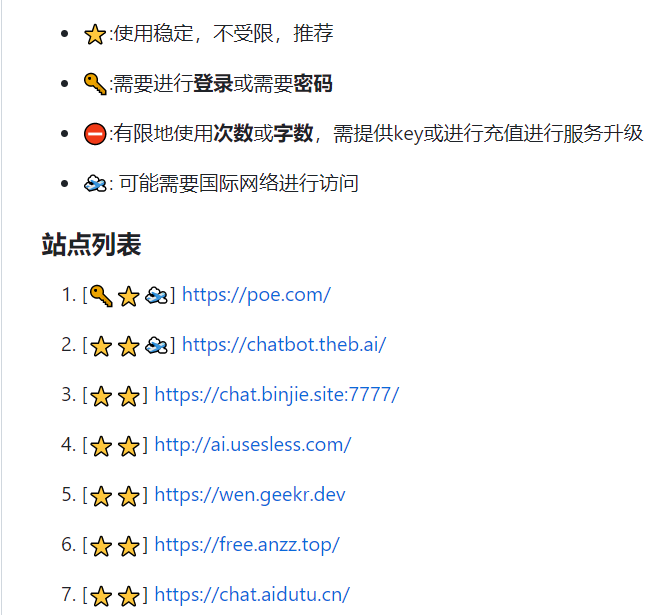 ⭐:使用稳定，不受限，推荐
🔑:需要进行登录或需要密码
⛔:有限地使用次数或字数，需提供key或进行充值进行服务升级
🌏: 可能需要国际网络进行访问
站点列表
1. [🔑⭐🌏] https://poe.com/
2. [⭐⭐🌏] https://chatbot.theb.ai/
3. [⭐⭐] https://chat.binjie.site:7777/
4. [⭐⭐] http://ai.usesless.com/
5. [⭐⭐] https://wen.geekr.dev
6. [⭐⭐] https://free.anzz.top/
7. [⭐⭐] https://chat.aidutu.cn/